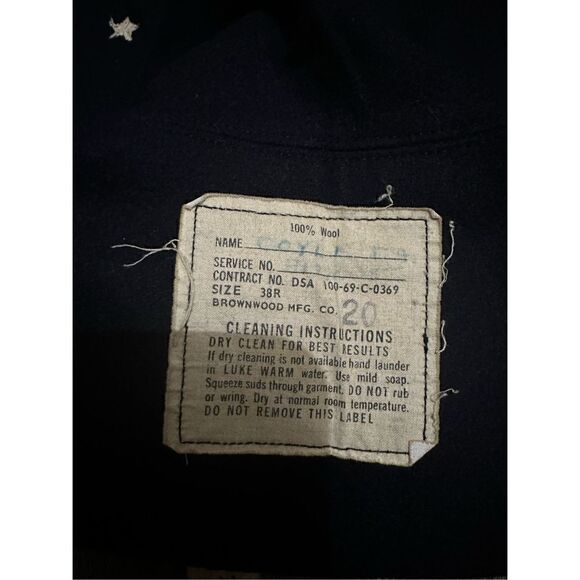 100% Wool
NAME
SERVICE NO.
CONTRACT NO. DSA 100-69-C-0369
SIZE 38R
BROWNWOOD MFG. CO. 20
CLEANING INSTRUCTIONS
DRY CLEAN FOR BEST RESULTS
If dry cleaning is not available hand launder
in LUKE WARM water. Use mild soap.
Squeeze suds through garment. DO NOT rub
or wring. Dry at normal room temperature.
DO NOT REMOVE THIS LABEL